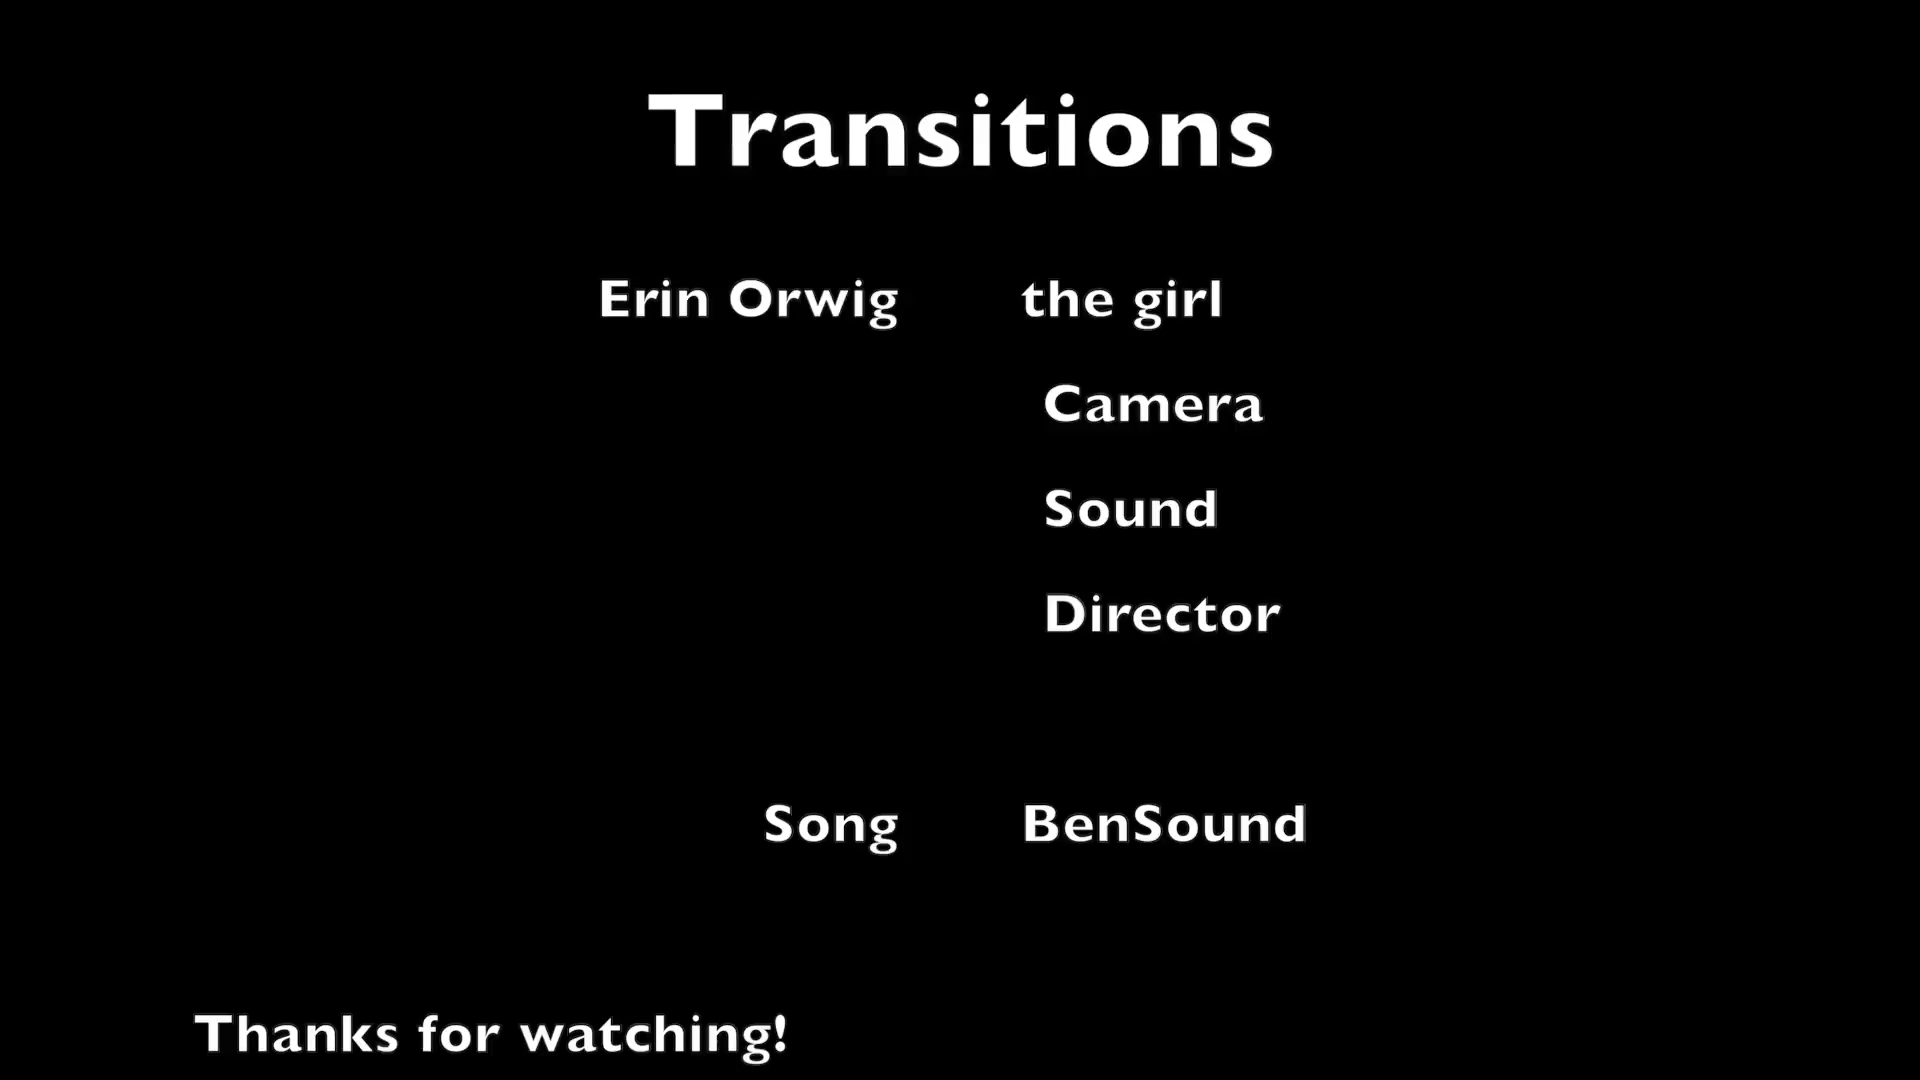 Transitions
Erin Orwig the girl
Camera
Sound
Director
Song BenSound
Thanks for watching!